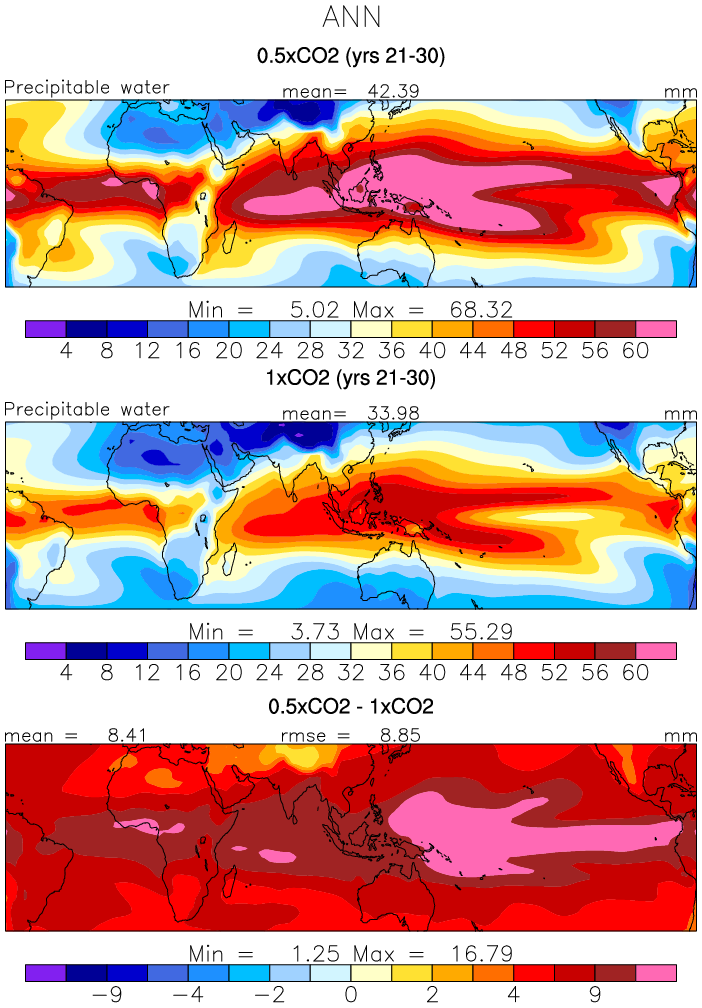 ANN
0.5xCO2 (yrs 21-30)
Precipitable water mean= 42.39 mm
Min = 5.02 Max = 68.32
4 8 12 16 20 24 28 32 36 40 44 48 52 56 60
1xCO2 (yrs 21-30)
Precipitable water mean= 33.98 mm
Min = 3.73 Max = 55.29
4 8 12 16 20 24 28 32 36 40 44 48 52 56 60
0.5xCO2 - 1xCO2
mean = 8.41 rmse = 8.85 mm
Min = 1.25 Max = 16.79
−9 −4 −2 0 2 4 9